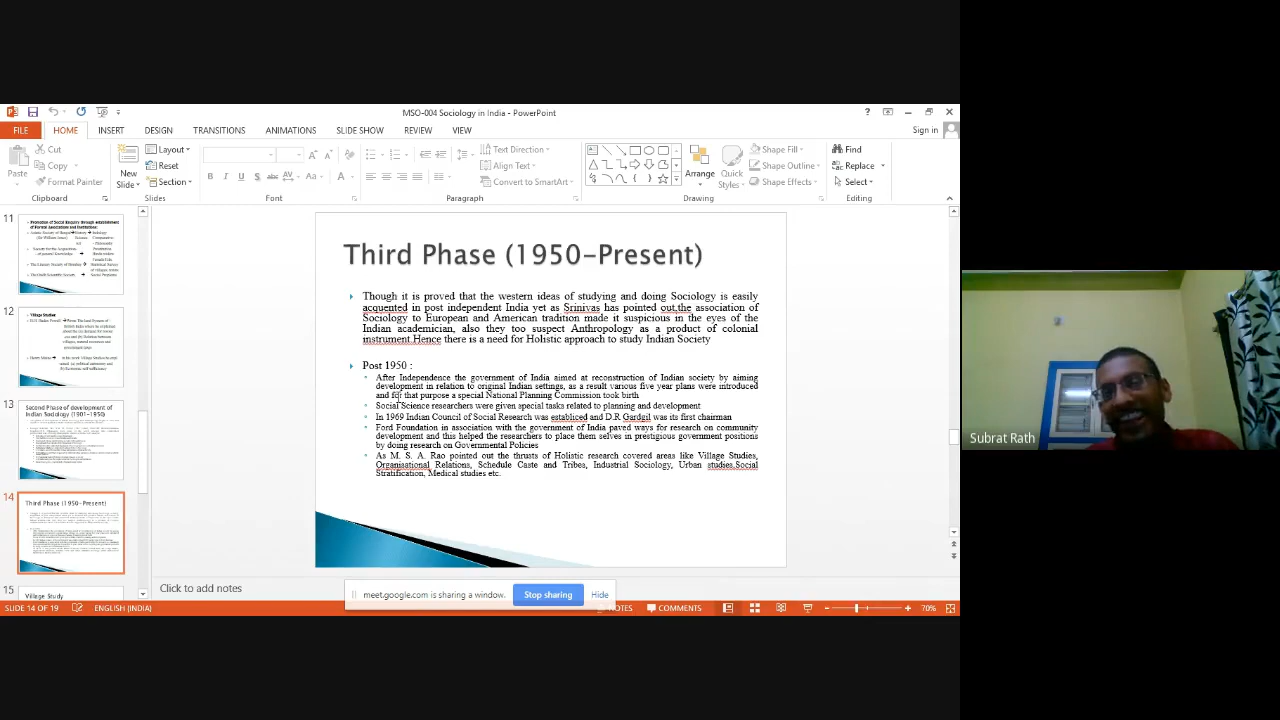 MSO-004 Sociology in India - PowerPoint
FILE HOME INSERT DESIGN TRANSITIONS ANIMATIONS SLIDE SHOW REVIEW VIEW Sign in
Paste Cut Copy Format Painter Clipboard
New Slide Layout Reset Section Slides
Font
Text Direction Align Text Convert to SmartArt Paragraph
Arrange Quick Styles Shape Fill Shape Outline Shape Effects Drawing
Find Replace Select Editing
11
12
Village Studies
13
Second Phase of development of
Indian Sociology (1901-1950)
14
Third Phase (1950-Present)
15
Village Study
Third Phase (1950-Present)
Though it is proved that the western ideas of studying and doing Sociology is easily
accepted in post independent India yet as Srinivas has pointed out,the association of
Sociology to European and American tradition made it suspicious in the eyes of the
Indian academician, also they too suspect Anthropology as a product of colonial
instrument.Hence there is a need for Holistic approach to study Indian Society
Post 1950 :
After Independence the government of India aimed at reconstruction of Indian society by aiming
development in relation to original Indian settings, as a result various five year plans were introduced
and for that purpose a special National Planning Commission took birth
Social Science researchers were given special tasks related to planning and development
In 1969 Indian Council of Social Research was establiced and D.R Gardgil was its first chairman
Ford Foundation in association with Government of India paved ways for research on community
development and this helped researchers to place them selves in prestigious government positions
by doing research on Governmental Policies
As M. S. A. Rao pointed out thrusts of Holistic research covered areas like Village Studies,
Organisational Relations, Schedule Caste and Tribes, Industrial Sociology, Urban studies.Social
Stratification, Medical studies etc.
Click to add notes
meet.google.com is sharing a window. Stop sharing Hide
SLIDE 14 OF 19 ENGLISH (INDIA) NOTES COMMENTS 70%
Subrat Rath